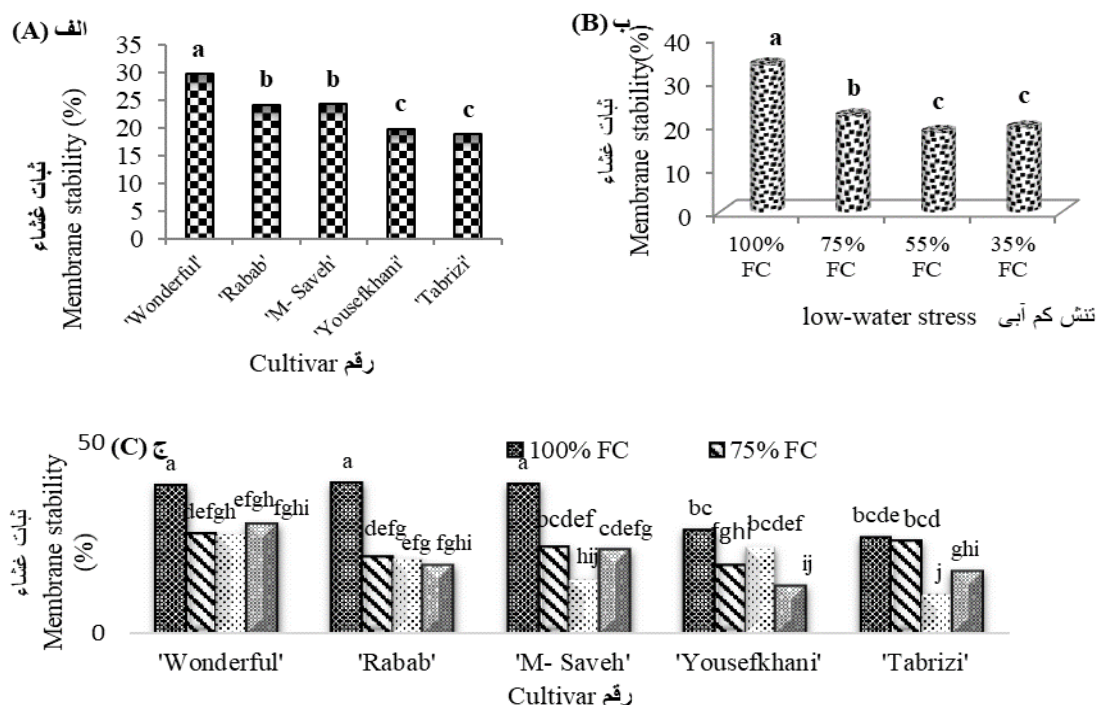 (A) الف
ثبات غشاء
Membrane stability (%)
35
30
25
20
15
10
5
0
a
b
b
c
c
'Wonderful'
'Rabab'
'M- Saveh'
'Yousefkhani'
'Tabrizi'
Cultivar رقم
(B) ب
ثبات غشاء
Membrane stability(%)
40
30
20
10
0
a
b
c
c
100% FC
75% FC
55% FC
35% FC
low-water stress تنش کم آبی
(C) ج
ثبات غشاء
Membrane stability (%)
50
0
100% FC
75% FC
a
defgh
efgh
fghi
a
defg
efg
fghi
a
bcdef
hij
cdefg
bc
fghi
bcdef
ij
bcde
bcd
j
ghi
'Wonderful'
'Rabab'
'M- Saveh'
'Yousefkhani'
'Tabrizi'
Cultivar رقم